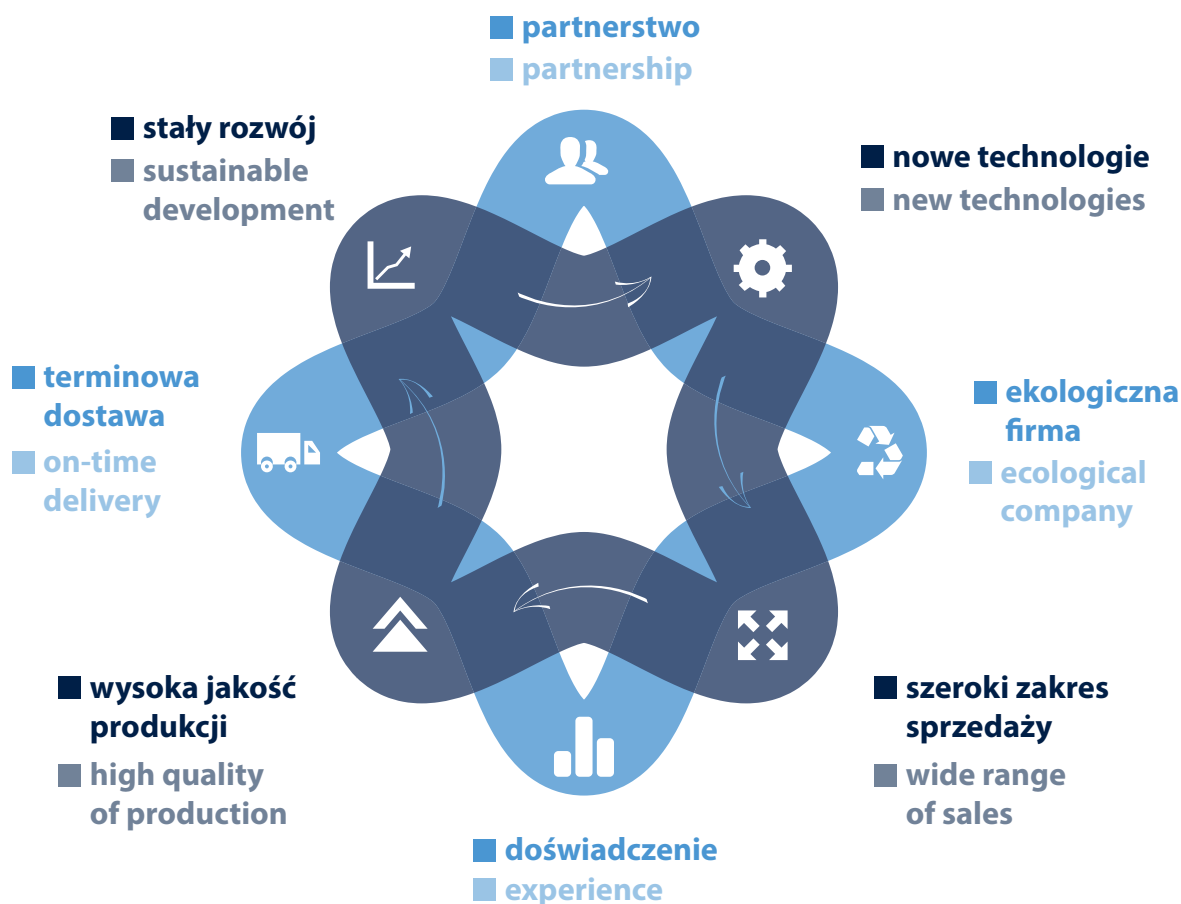 partnerstwo
partnership
stały rozwój
sustainable
development
nowe technologie
new technologies
terminowa
dostawa
on-time
delivery
ekologiczna
firma
ecological
company
wysoka jakość
produkcji
high quality
of production
szeroki zakres
sprzedaży
wide range
of sales
doświadczenie
experience